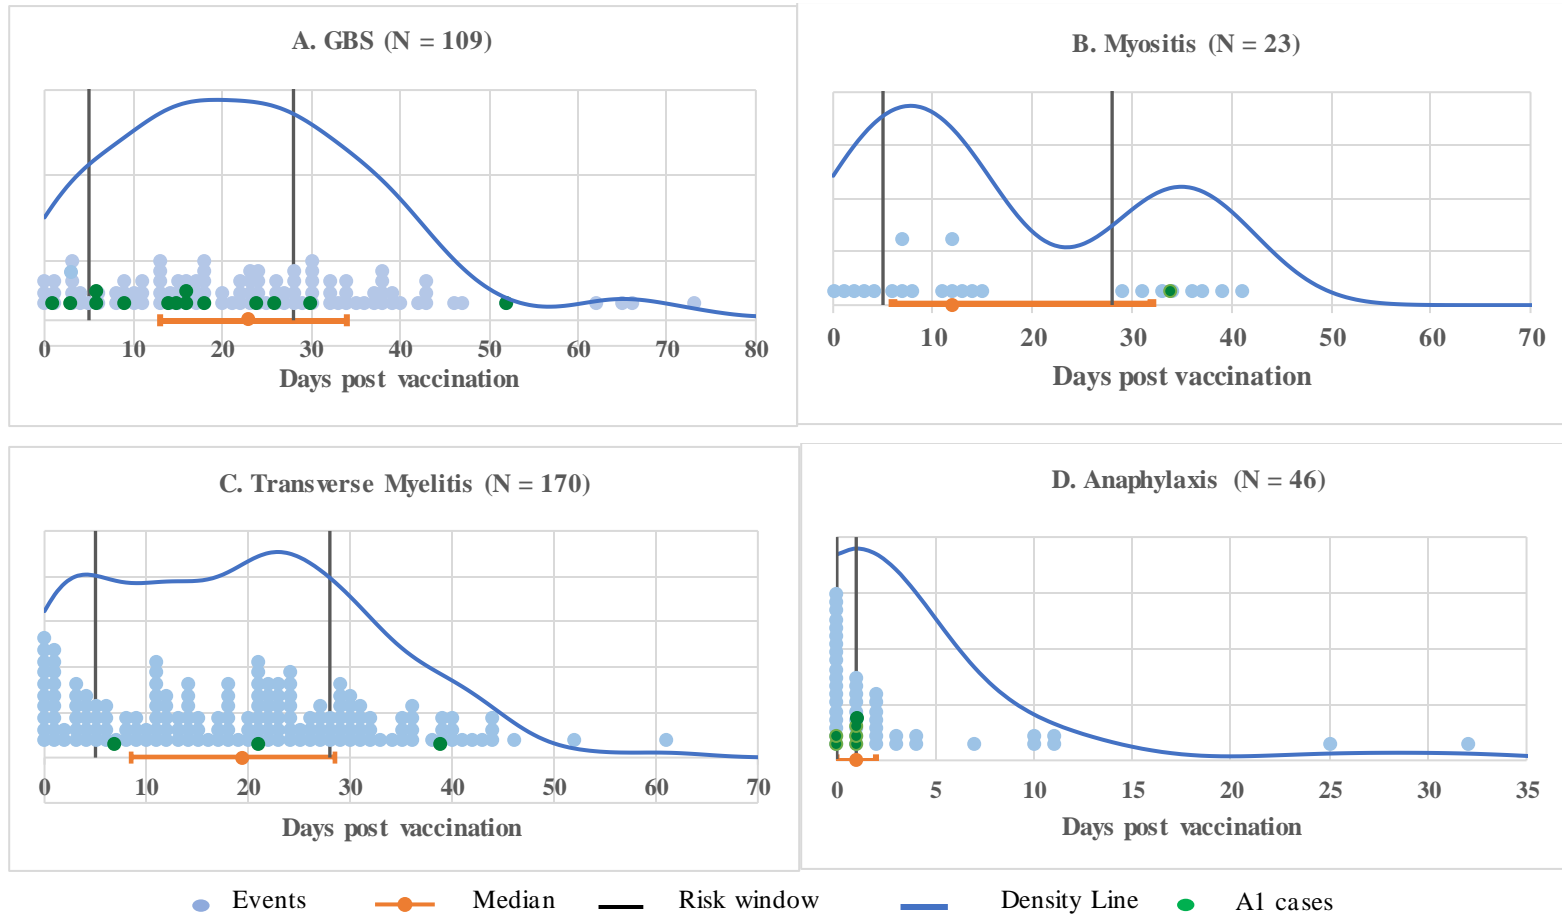 A. GBS (N = 109)
0 10 20 30 40 50 60 70 80
Days post vaccination
B. Myositis (N = 23)
0 10 20 30 40 50 60 70
Days post vaccination
C. Transverse Myelitis (N = 170)
0 10 20 30 40 50 60 70
Days post vaccination
D. Anaphylaxis (N = 46)
0 5 10 15 20 25 30 35
Days post vaccination
Events Median Risk window Density Line A1 cases